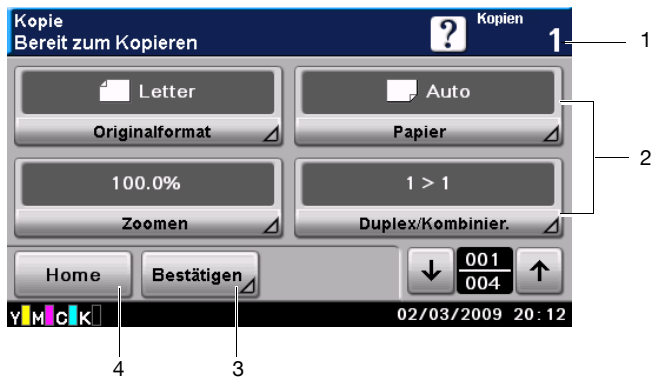 Kopie
Bereit zum Kopieren
?
Kopien
1
1
Letter
Auto
Originalformat
Papier
2
100.0%
1 > 1
Zoomen
Duplex/Kombinier.
Home
Bestätigen
↓
001
004
↑
Y M C K
02/03/2009 20:12
4
3